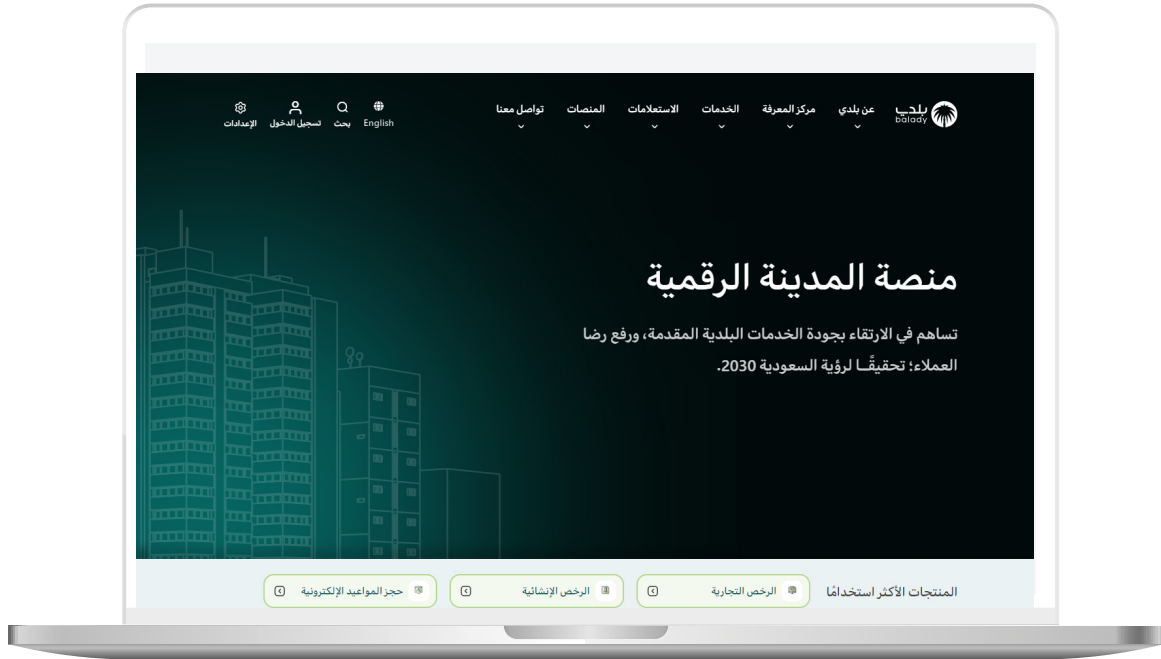 بلدي
balady
عن بلدي
مركز المعرفة
الخدمات
الاستعلامات
المنصات
تواصل معنا
English
بحث
تسجيل الدخول
الإعدادات
منصة المدينة الرقمية
تساهم في الارتقاء بجودة الخدمات البلدية المقدمة، ورفع رضا
العملاء؛ تحقيقًــا لرؤية السعودية 2030.
المنتجات الأكثر استخدامًا
الرخص التجارية
الرخص الإنشائية
حجز المواعيد الإلكترونية